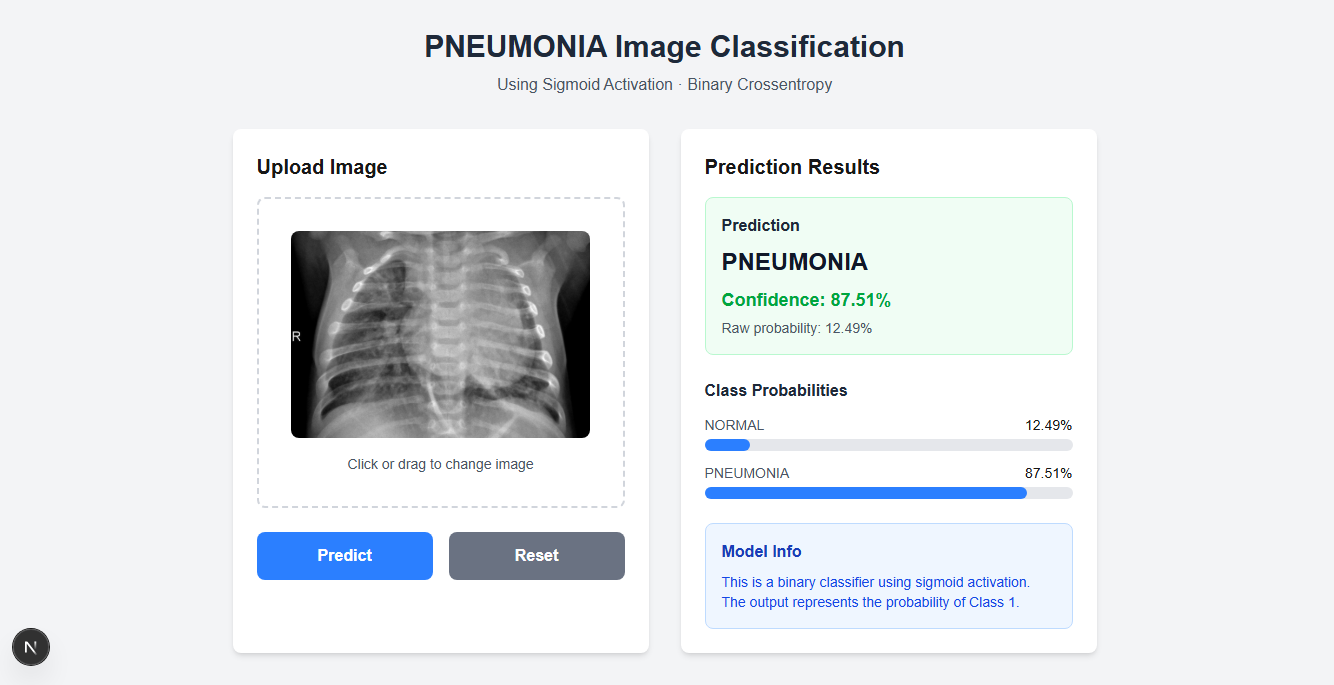 PNEUMONIA Image Classification
Using Sigmoid Activation · Binary Crossentropy
Upload Image
R
Click or drag to change image
Predict
Reset
Prediction Results
Prediction
PNEUMONIA
Confidence: 87.51%
Raw probability: 12.49%
Class Probabilities
NORMAL 12.49%
PNEUMONIA 87.51%
Model Info
This is a binary classifier using sigmoid activation.
The output represents the probability of Class 1.
N